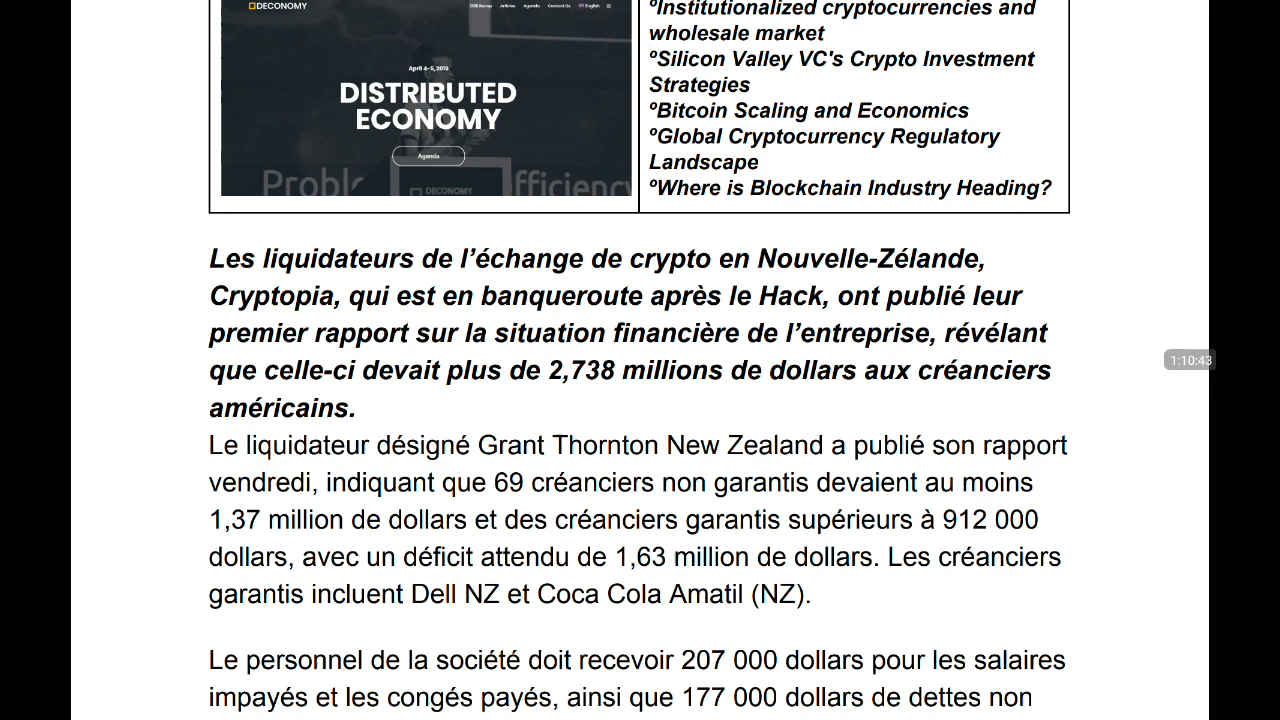 DECONOMY
2018 Recap Articles Agenda Contact Us English
April 4-5, 2019
DISTRIBUTED
ECONOMY
Agenda
DECONOMY
ºInstitutionalized cryptocurrencies and
wholesale market
ºSilicon Valley VC's Crypto Investment
Strategies
ºBitcoin Scaling and Economics
ºGlobal Cryptocurrency Regulatory
Landscape
ºWhere is Blockchain Industry Heading?
Les liquidateurs de l’échange de crypto en Nouvelle-Zélande,
Cryptopia, qui est en banqueroute après le Hack, ont publié leur
premier rapport sur la situation financière de l’entreprise, révélant
que celle-ci devait plus de 2,738 millions de dollars aux créanciers
américains.
1:10:43
Le liquidateur désigné Grant Thornton New Zealand a publié son rapport
vendredi, indiquant que 69 créanciers non garantis devaient au moins
1,37 million de dollars et des créanciers garantis supérieurs à 912 000
dollars, avec un déficit attendu de 1,63 million de dollars. Les créanciers
garantis incluent Dell NZ et Coca Cola Amatil (NZ).
Le personnel de la société doit recevoir 207 000 dollars pour les salaires
impayés et les congés payés, ainsi que 177 000 dollars de dettes non